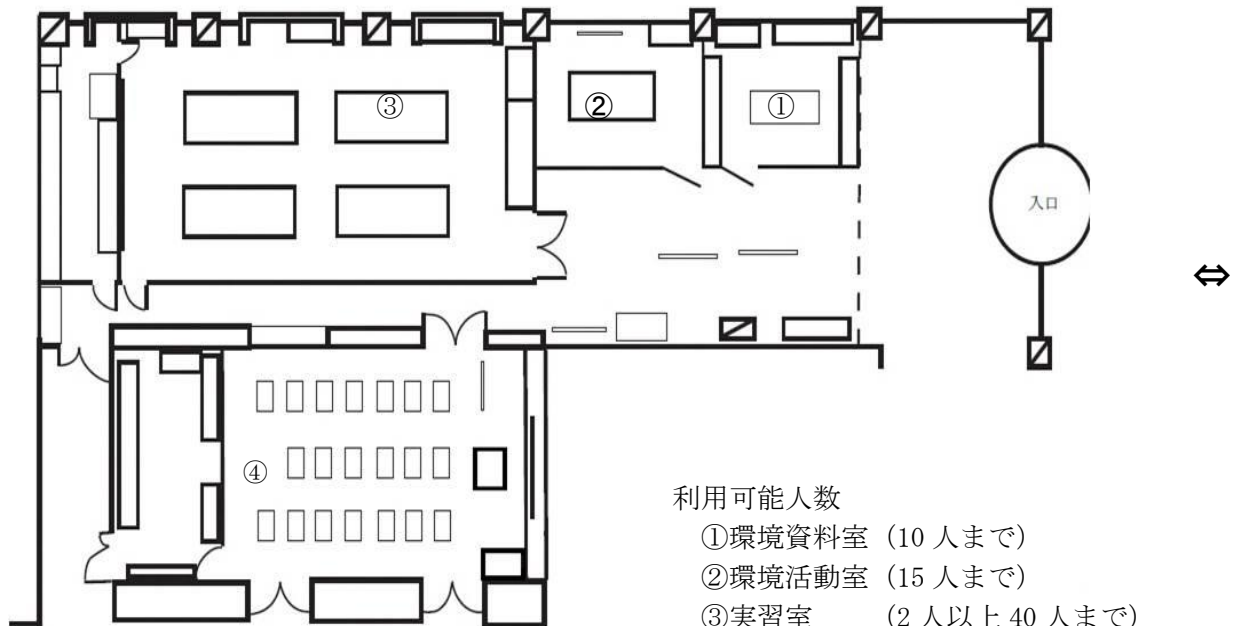 ③
②
①
入口
⇔
④
利用可能人数
①環境資料室（10 人まで）
②環境活動室（15 人まで）
③実習室　　（2 人以上 40 人まで）